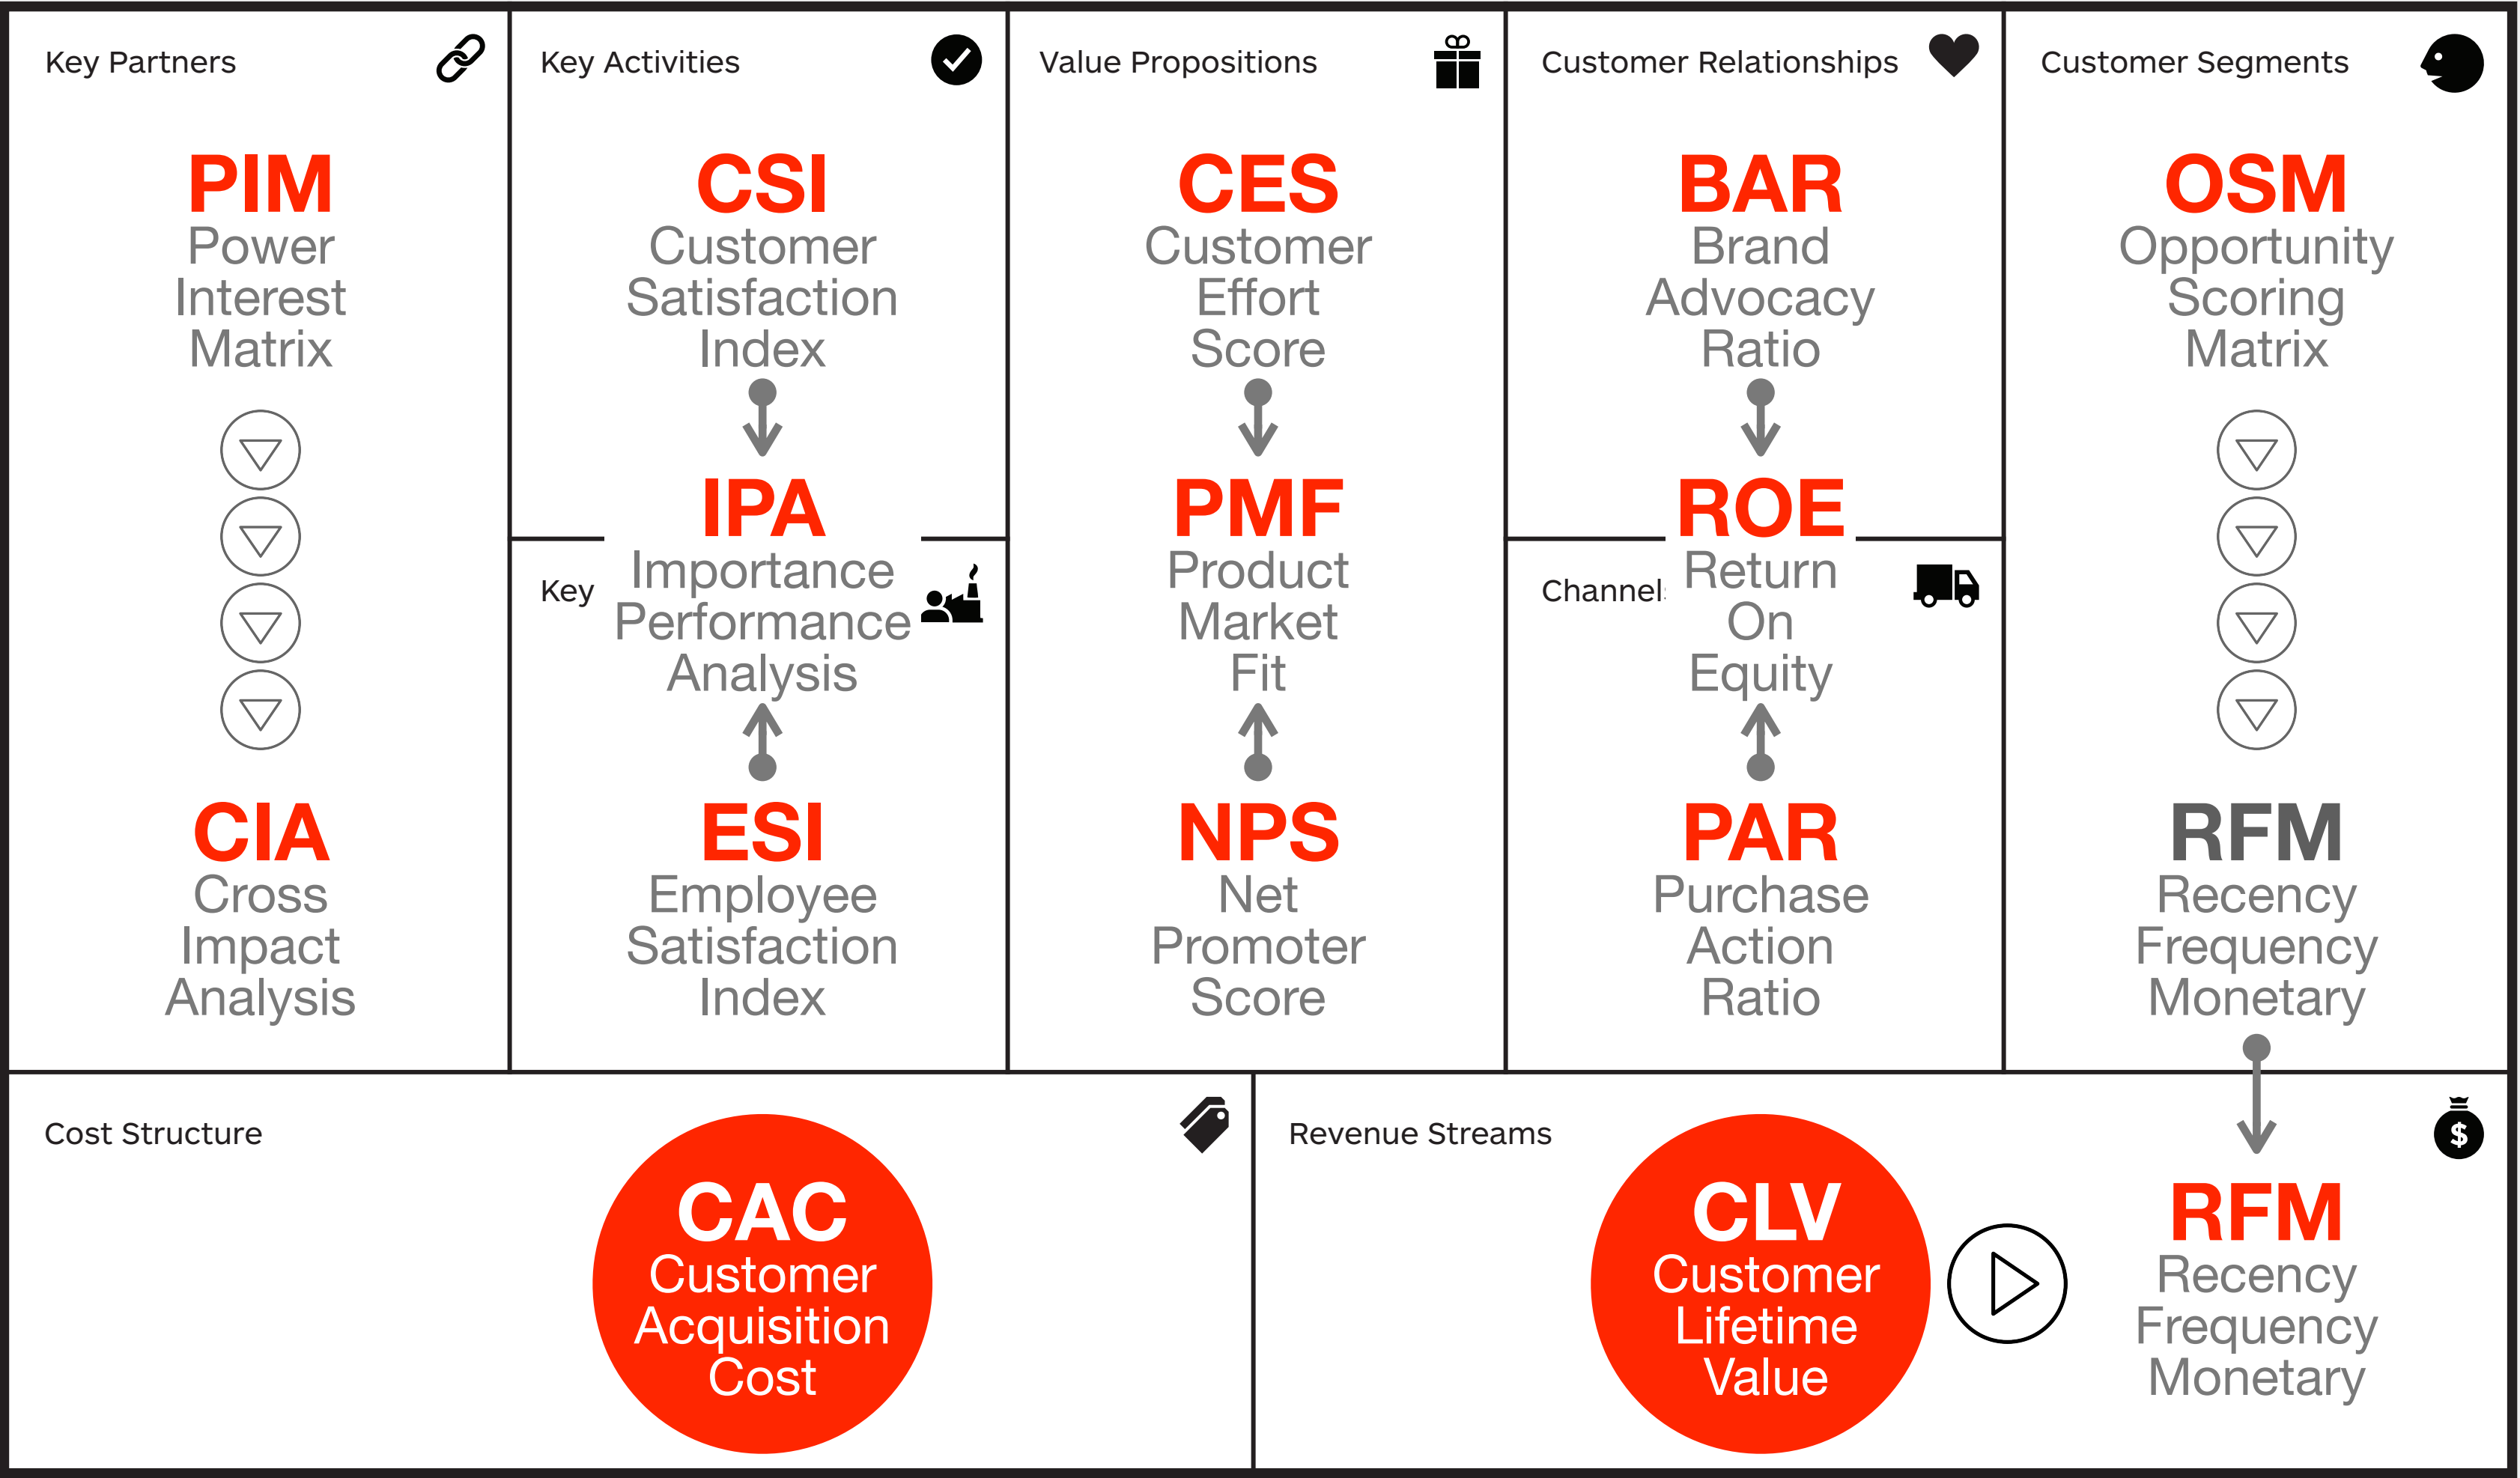 Key Partners
PIM
Power
Interest
Matrix
CIA
Cross
Impact
Analysis
Key Activities
CSI
Customer
Satisfaction
Index
IPA
Key
Importance
Performance
Analysis
ESI
Employee
Satisfaction
Index
Value Propositions
CES
Customer
Effort
Score
PMF
Product
Market
Fit
NPS
Net
Promoter
Score
Customer Relationships
BAR
Brand
Advocacy
Ratio
ROE
Channel
Return
On
Equity
PAR
Purchase
Action
Ratio
Customer Segments
OSM
Opportunity
Scoring
Matrix
RFM
Recency
Frequency
Monetary
Cost Structure
CAC
Customer
Acquisition
Cost
Revenue Streams
CLV
Customer
Lifetime
Value
$
RFM
Recency
Frequency
Monetary